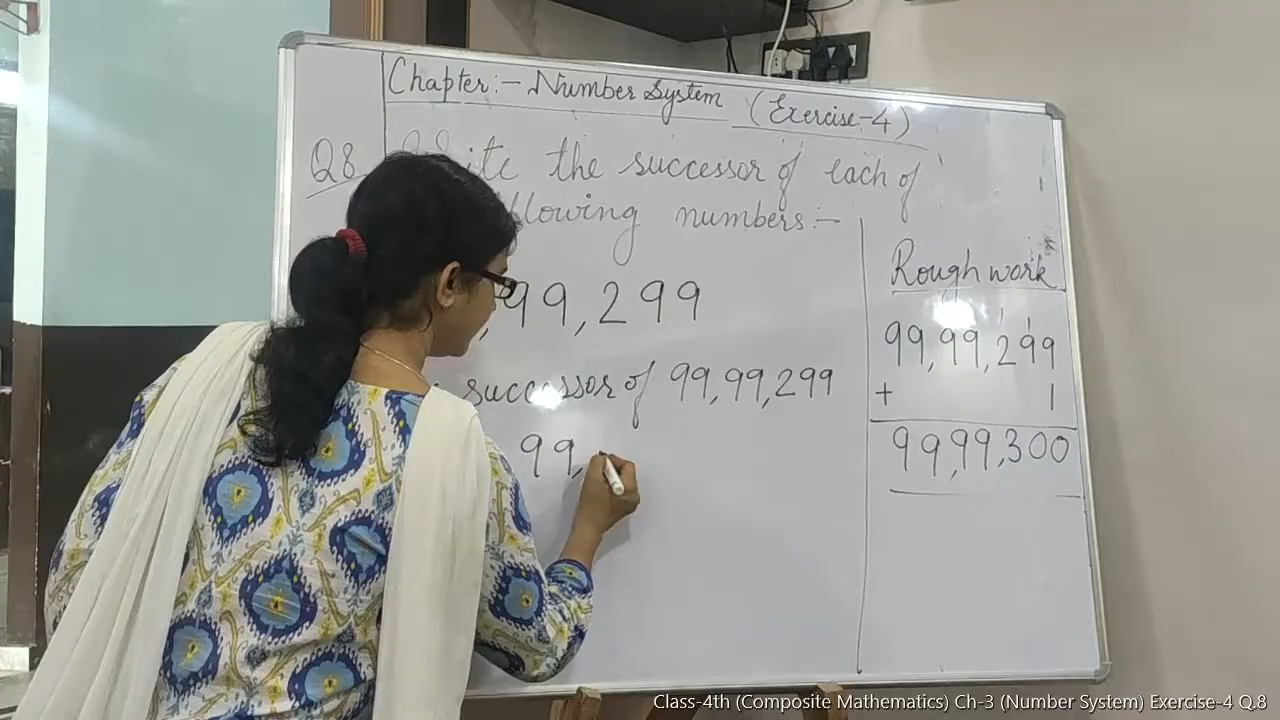 Chapter:- Number System (Exercise-4)
Q8 the successor of each of
numbers:-
99,299
successor of 99,99,299
99,
Rough work
1 1
99,99,299
+ 1
99,99,300
Class-4th (Composite Mathematics) Ch-3 (Number System) Exercise-4 Q.8